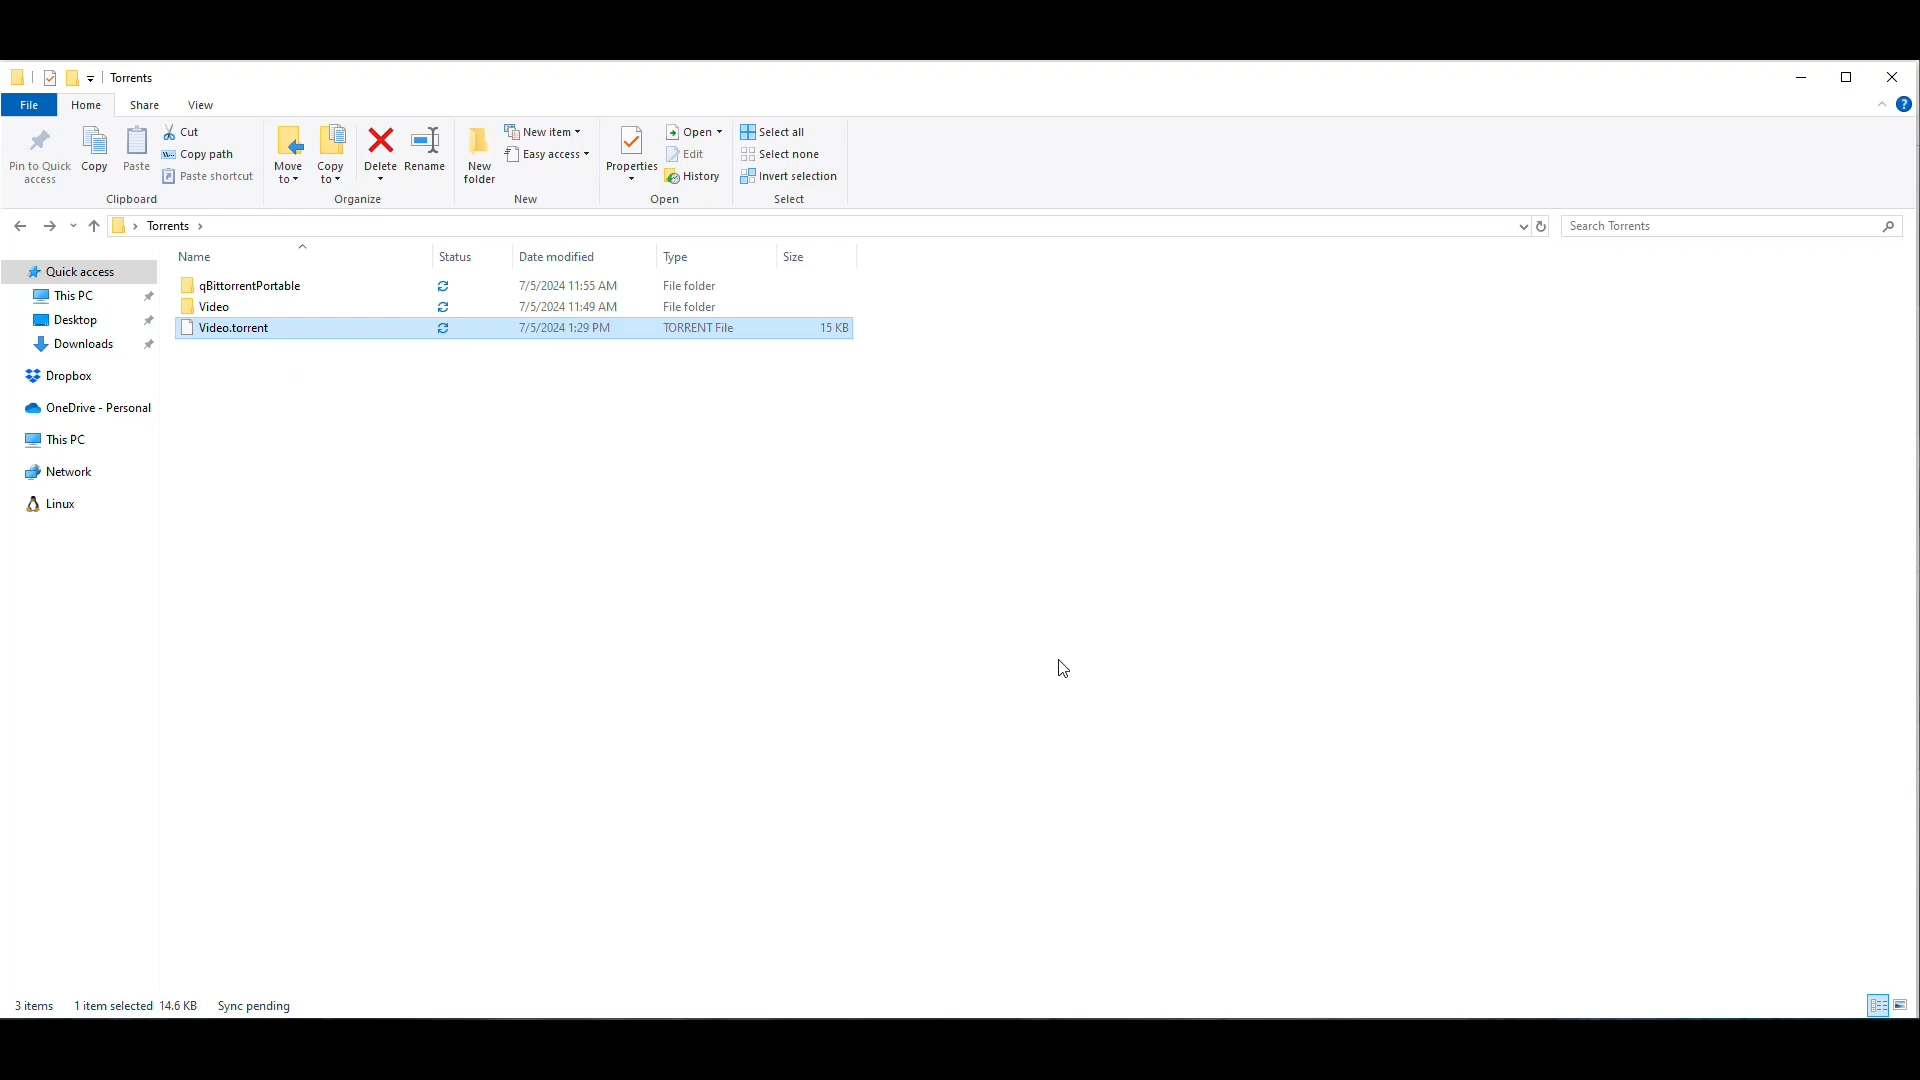 Torrents
File Home Share View
Pin to Quick access
Copy
Paste
Cut
Copy path
Paste shortcut
Clipboard
Move to
Copy to
Delete
Rename
Organize
New folder
New item
Easy access
New
Properties
Open
Edit
History
Open
Select all
Select none
Invert selection
Select
Torrents
Search Torrents
Name Status Date modified Type Size
qBittorrentPortable 7/5/2024 11:55 AM File folder
Video 7/5/2024 11:49 AM File folder
Video.torrent 7/5/2024 1:29 PM TORRENT File 15 KB
Quick access
This PC
Desktop
Downloads
Dropbox
OneDrive - Personal
This PC
Network
Linux
3 items 1 item selected 14.6 KB Sync pending